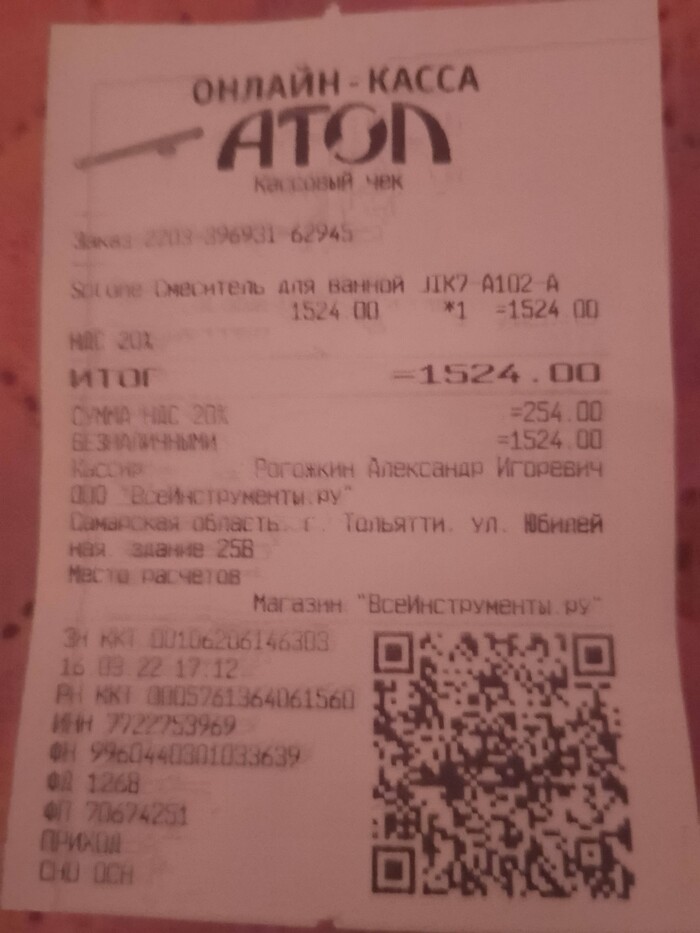 ОНЛАЙН-КАССА
АТОЛ
Кассовый чек
Заказ 2203-396931-62945
Solone Смеситель для ванной JIK7-A102-A
1524.00 *1 =1524.00
НДС 20%
ИТОГ =1524.00
СУММА НДС 20% =254.00
БЕЗНАЛИЧНЫМИ =1524.00
Кассир Рогожкин Александр Игоревич
ООО "ВсеИнструменты.ру"
Самарская область, г. Тольятти, ул. Юбилей
ная, здание 25В
Место расчетов
Магазин "ВсеИнструменты.ру"
ЗН ККТ 00106206146303
16.03.22 17:12
РН ККТ 0005761364061560
ИНН 7722753969
ФН 9960440301033639
ФД 1268
ФП 70674251
ПРИХОД
СНО ОСН